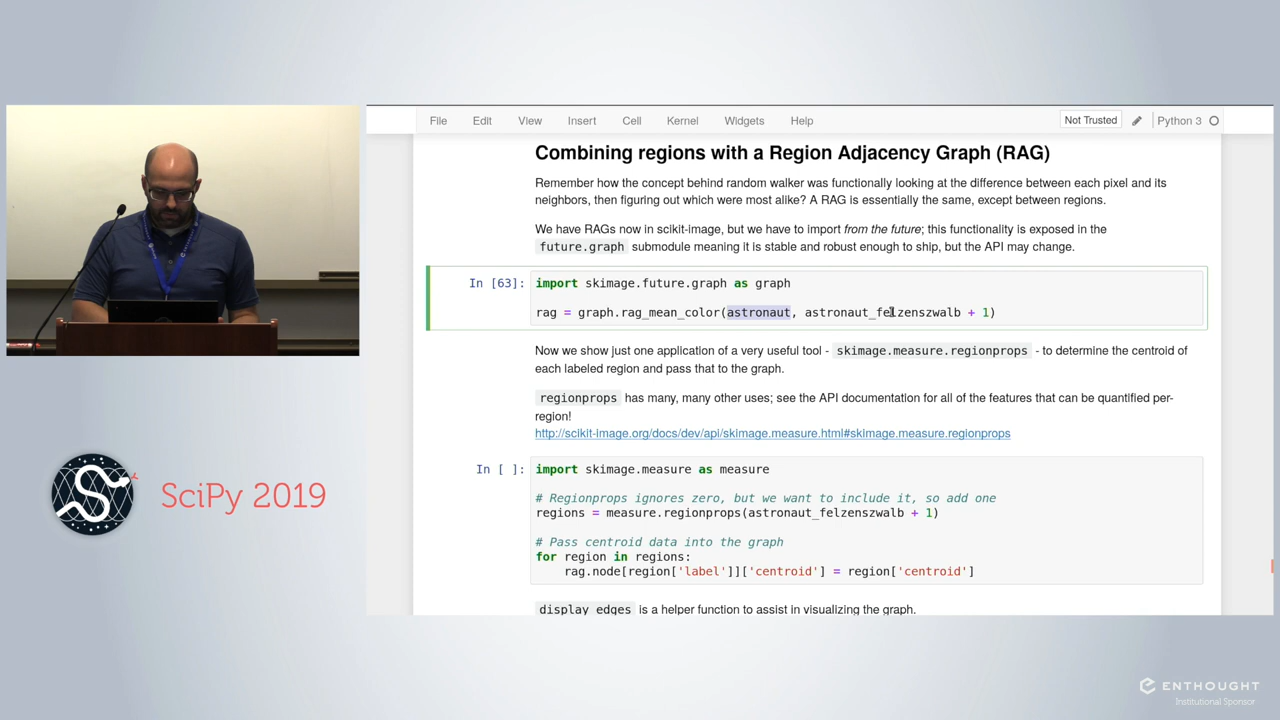 File Edit View Insert Cell Kernel Widgets Help Not Trusted Python 3
Combining regions with a Region Adjacency Graph (RAG)
Remember how the concept behind random walker was functionally looking at the difference between each pixel and its
neighbors, then figuring out which were most alike? A RAG is essentially the same, except between regions.
We have RAGs now in scikit-image, but we have to import from the future; this functionality is exposed in the
future.graph submodule meaning it is stable and robust enough to ship, but the API may change.
In [63]: import skimage.future.graph as graph
rag = graph.rag_mean_color(astronaut, astronaut_felzenszwalb + 1)
Now we show just one application of a very useful tool - skimage.measure.regionprops - to determine the centroid of
each labeled region and pass that to the graph.
regionprops has many, many other uses; see the API documentation for all of the features that can be quantified per-
region!
http://scikit-image.org/docs/dev/api/skimage.measure.html#skimage.measure.regionprops
In [ ]: import skimage.measure as measure
# Regionprops ignores zero, but we want to include it, so add one
regions = measure.regionprops(astronaut_felzenszwalb + 1)
# Pass centroid data into the graph
for region in regions:
rag.node[region['label']]['centroid'] = region['centroid']
display_edges is a helper function to assist in visualizing the graph.
SciPy 2019
ENTHOUGHT
Institutional Sponsor